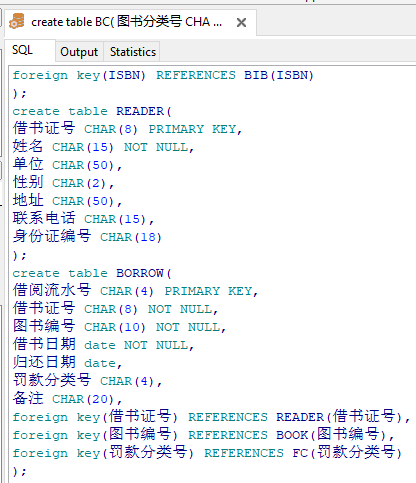 create table BC( 图书分类号 CHA ...
SQL Output Statistics
foreign key(ISBN) REFERENCES BIB(ISBN)
);
create table READER(
借书证号 CHAR(8) PRIMARY KEY,
姓名 CHAR(15) NOT NULL,
单位 CHAR(50),
性别 CHAR(2),
地址 CHAR(50),
联系电话 CHAR(15),
身份证编号 CHAR(18)
);
create table BORROW(
借阅流水号 CHAR(4) PRIMARY KEY,
借书证号 CHAR(8) NOT NULL,
图书编号 CHAR(10) NOT NULL,
借书日期 date NOT NULL,
归还日期 date,
罚款分类号 CHAR(4),
备注 CHAR(20),
foreign key(借书证号) REFERENCES READER(借书证号),
foreign key(图书编号) REFERENCES BOOK(图书编号),
foreign key(罚款分类号) REFERENCES FC(罚款分类号)
);